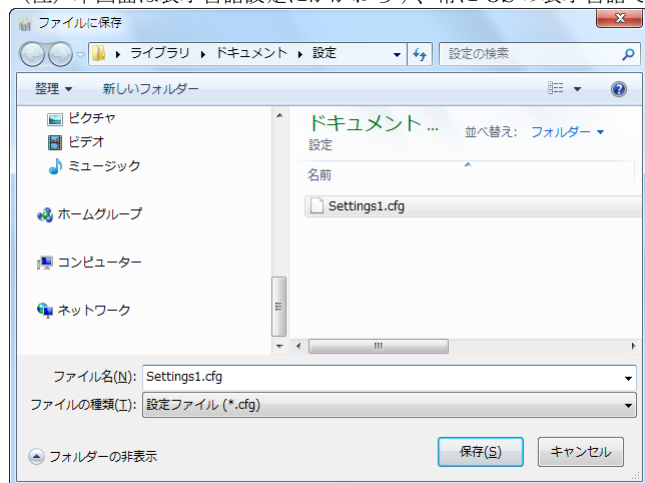 ファイルに保存
ライブラリ ▶ ドキュメント ▶ 設定
設定の検索
整理 ▼ 新しいフォルダー
ピクチャ
ビデオ
ミュージック
ホームグループ
コンピューター
ネットワーク
ドキュメント ...
設定
並べ替え: フォルダー ▼
名前
Settings1.cfg
ファイル名(N): Settings1.cfg
ファイルの種類(T): 設定ファイル (*.cfg)
フォルダーの非表示
保存(S)
キャンセル